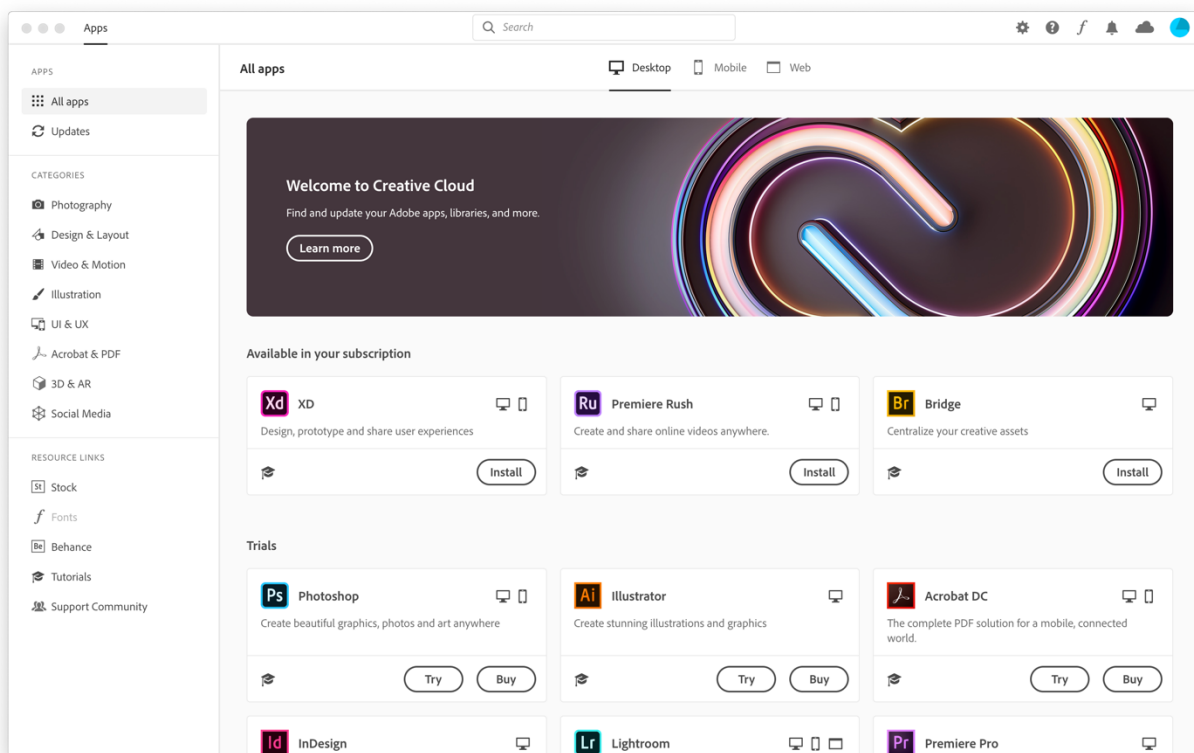 Apps
Search
APPS
All apps
Updates
CATEGORIES
Photography
Design & Layout
Video & Motion
Illustration
UI & UX
Acrobat & PDF
3D & AR
Social Media
RESOURCE LINKS
St Stock
Fonts
Be Behance
Tutorials
Support Community
All apps
Desktop Mobile Web
Welcome to Creative Cloud
Find and update your Adobe apps, libraries, and more.
Learn more
Available in your subscription
Xd XD
Design, prototype and share user experiences
Install
Ru Premiere Rush
Create and share online videos anywhere.
Install
Br Bridge
Centralize your creative assets
Install
Trials
Ps Photoshop
Create beautiful graphics, photos and art anywhere
Try Buy
Ai Illustrator
Create stunning illustrations and graphics
Try Buy
Acrobat DC
The complete PDF solution for a mobile, connected
world.
Try Buy
Id InDesign
Lr Lightroom
Pr Premiere Pro